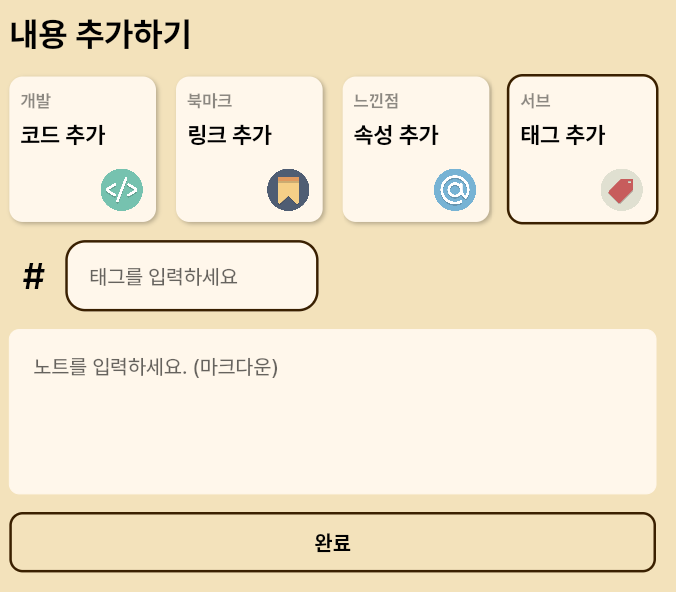 내용 추가하기
개발
코드 추가
</>
북마크
링크 추가
느낀점
속성 추가
@
서브
태그 추가
# 태그를 입력하세요
노트를 입력하세요. (마크다운)
완료